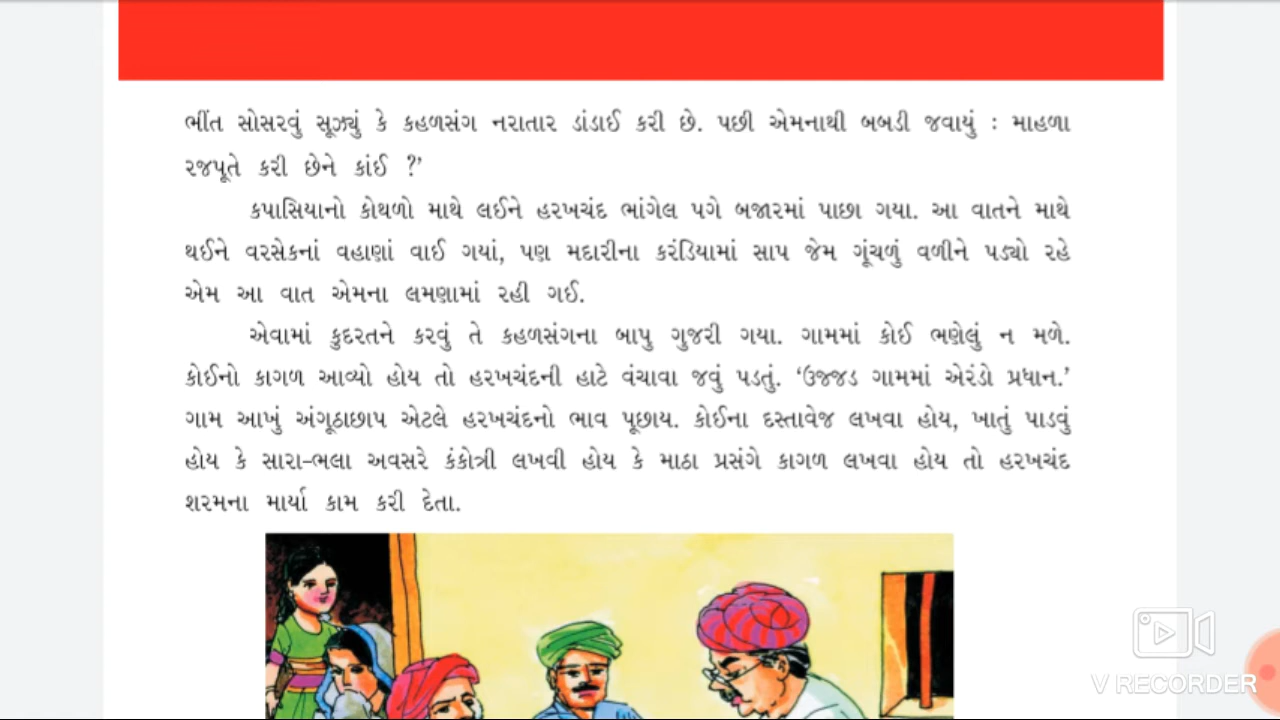 ભીંત સોસરવું સૂઝ્યું કે કહળસંગ નરાતાર ડાંડાઈ કરી છે. પછી એમનાથી બબડી જવાયું : માહળા
રજપૂતે કરી છેને કાંઈ ?’
કપાસિયાનો કોથળો માથે લઈને હરખચંદ ભાંગેલ પગે બજારમાં પાછા ગયા. આ વાતને માથે
થઈને વરસેકનાં વહાણાં વાઈ ગયાં, પણ મદારીના કરંડિયામાં સાપ જેમ ગૂંચળું વળીને પડ્યો રહે
એમ આ વાત એમના લમણામાં રહી ગઈ.
એવામાં કુદરતને કરવું તે કહળસંગના બાપુ ગુજરી ગયા. ગામમાં કોઈ ભણેલું ન મળે.
કોઈનો કાગળ આવ્યો હોય તો હરખચંદની હાટે વંચાવા જવું પડતું. ‘ઉજ્જડ ગામમાં એરંડો પ્રધાન.’
ગામ આખું અંગૂઠાછાપ એટલે હરખચંદનો ભાવ પૂછાય. કોઈના દસ્તાવેજ લખવા હોય, ખાતું પાડવું
હોય કે સારા-ભલા અવસરે કંકોત્રી લખવી હોય કે માઠા પ્રસંગે કાગળ લખવા હોય તો હરખચંદ
શરમના માર્યા કામ કરી દેતા.
V RECORDER